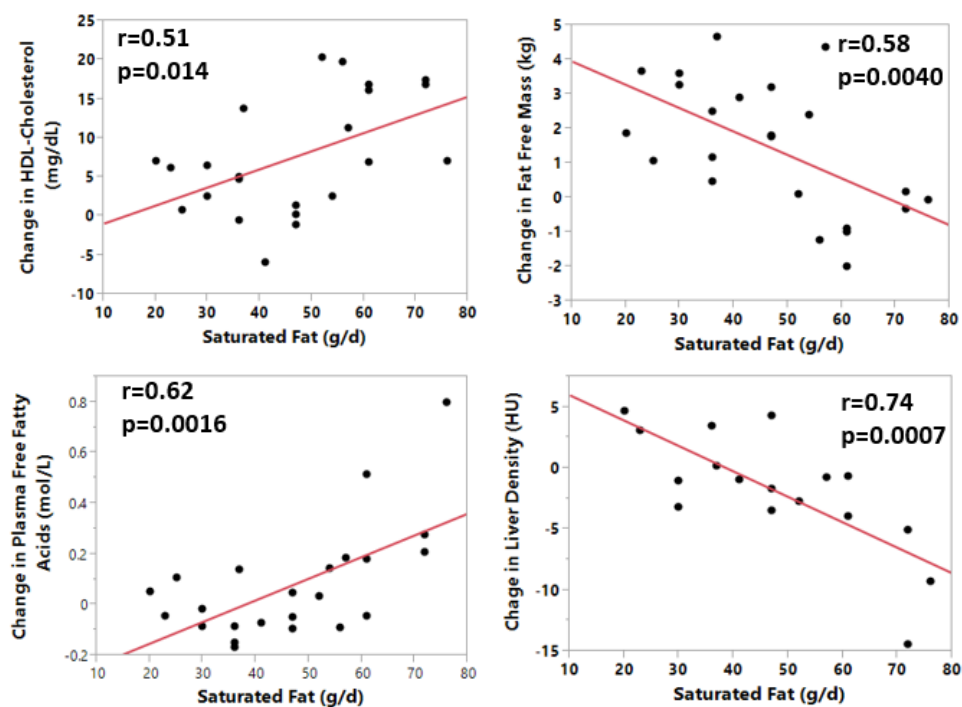 r=0.51
p=0.014
Change in HDL-Cholesterol
(mg/dL)
25
20
15
10
5
0
-5
-10
10 20 30 40 50 60 70 80
Saturated Fat (g/d)
r=0.58
p=0.0040
Change in Fat Free Mass (kg)
5
4
3
2
1
0
-1
-2
-3
10 20 30 40 50 60 70 80
Saturated Fat (g/d)
r=0.62
p=0.0016
Change in Plasma Free Fatty
Acids (mol/L)
0.8
0.6
0.4
0.2
0
-0.2
10 20 30 40 50 60 70 80
Saturated Fat (g/d)
r=0.74
p=0.0007
Chage in Liver Density (HU)
5
0
-5
-10
-15
10 20 30 40 50 60 70 80
Saturated Fat (g/d)